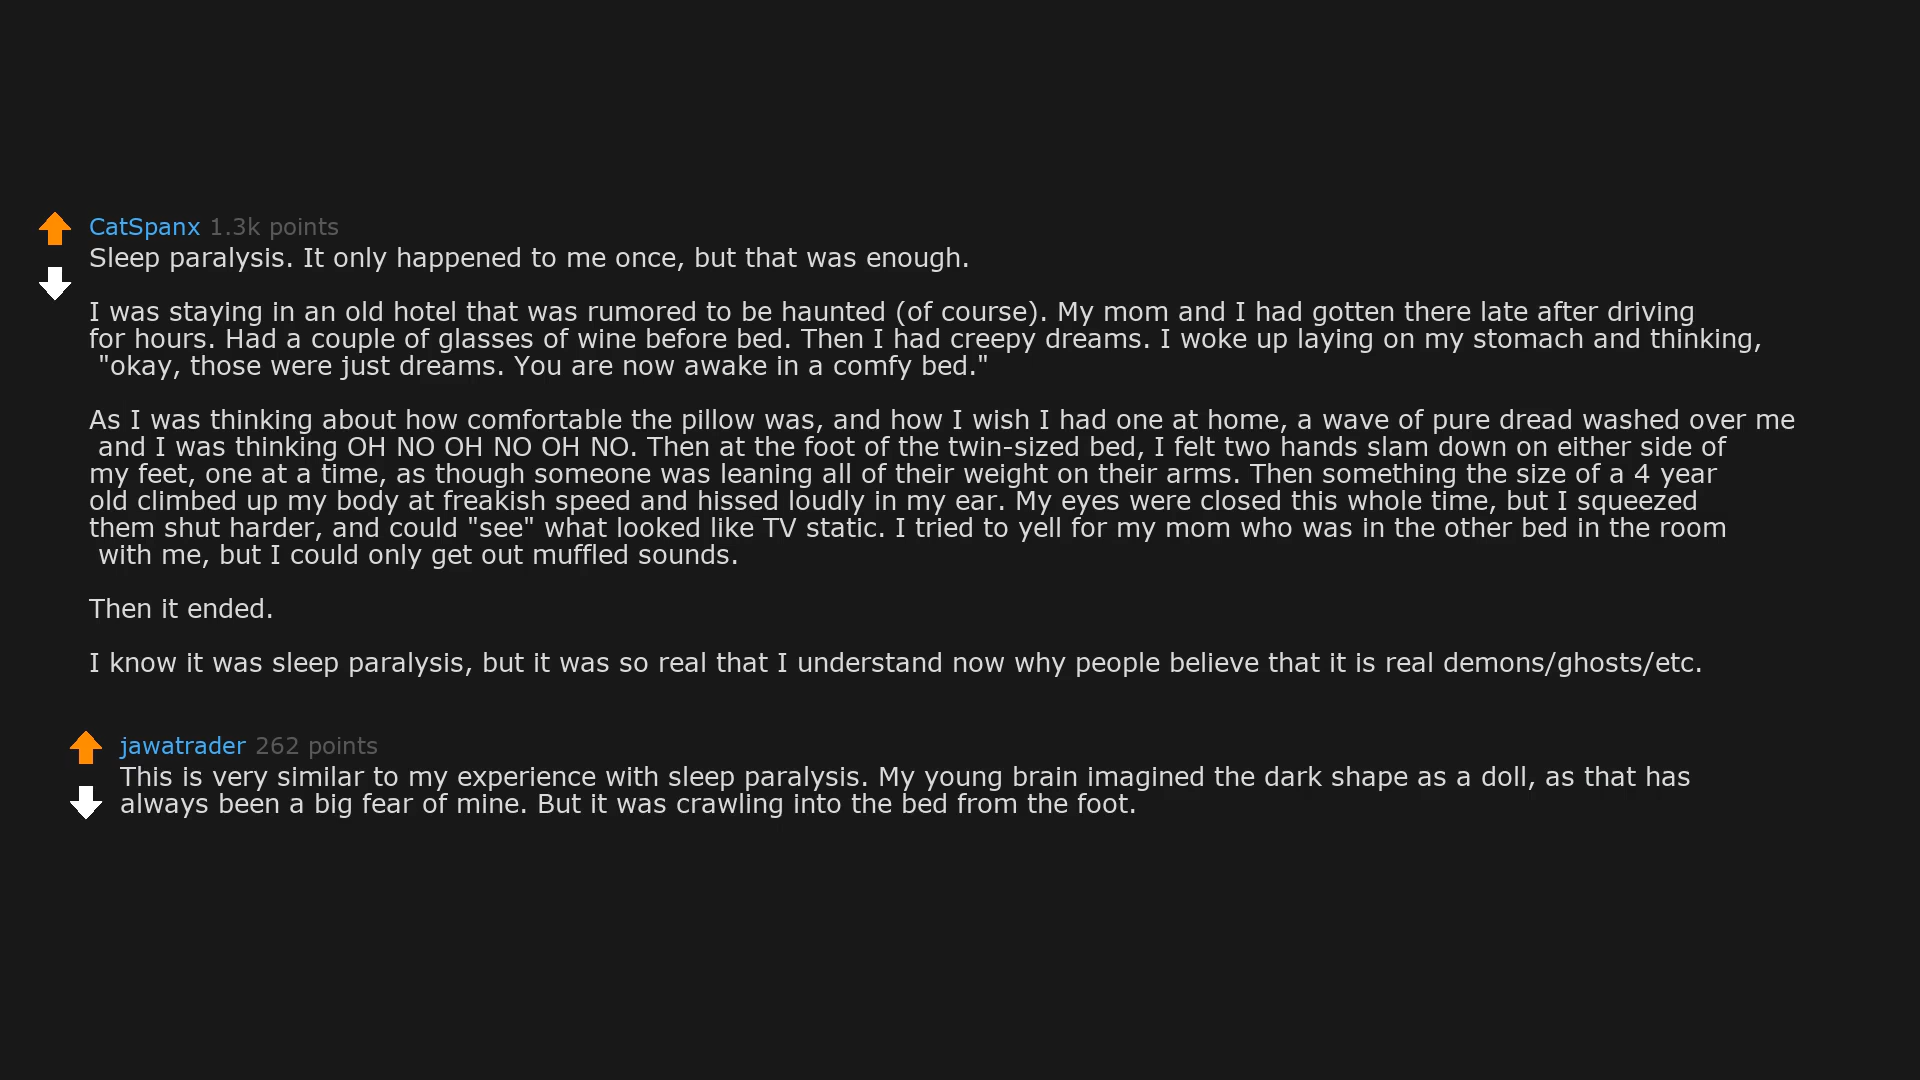 CatSpanx 1.3k points
Sleep paralysis. It only happened to me once, but that was enough.
I was staying in an old hotel that was rumored to be haunted (of course). My mom and I had gotten there late after driving
for hours. Had a couple of glasses of wine before bed. Then I had creepy dreams. I woke up laying on my stomach and thinking,
"okay, those were just dreams. You are now awake in a comfy bed."
As I was thinking about how comfortable the pillow was, and how I wish I had one at home, a wave of pure dread washed over me
and I was thinking OH NO OH NO OH NO. Then at the foot of the twin-sized bed, I felt two hands slam down on either side of
my feet, one at a time, as though someone was leaning all of their weight on their arms. Then something the size of a 4 year
old climbed up my body at freakish speed and hissed loudly in my ear. My eyes were closed this whole time, but I squeezed
them shut harder, and could "see" what looked like TV static. I tried to yell for my mom who was in the other bed in the room
with me, but I could only get out muffled sounds.
Then it ended.
I know it was sleep paralysis, but it was so real that I understand now why people believe that it is real demons/ghosts/etc.
jawatrader 262 points
This is very similar to my experience with sleep paralysis. My young brain imagined the dark shape as a doll, as that has
always been a big fear of mine. But it was crawling into the bed from the foot.